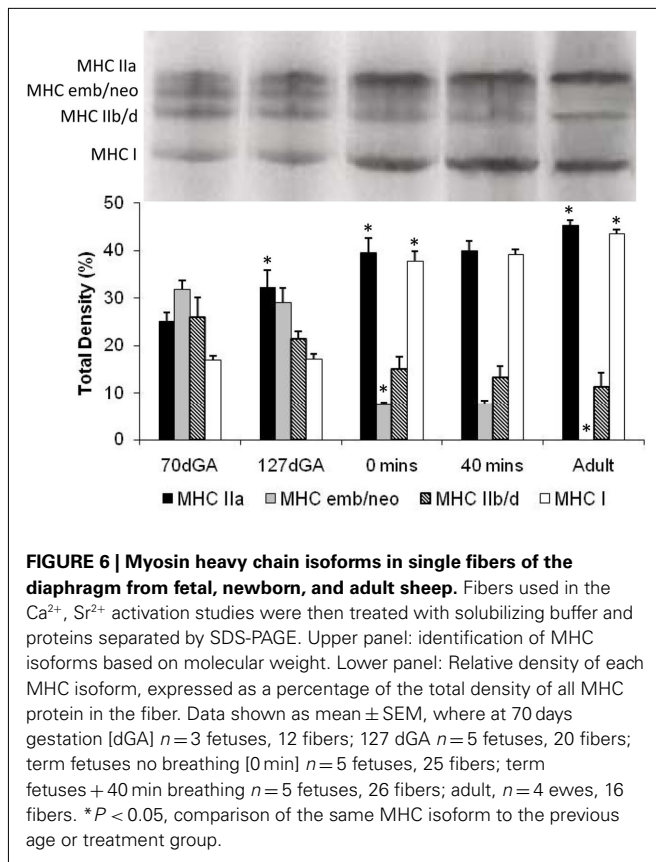 MHC IIa
MHC emb/neo
MHC IIb/d
MHC I
50
40
30
20
10
0
Total Density (%)
*
*
*
*
*
*
*
70dGA 127dGA 0 mins 40 mins Adult
MHC IIa MHC emb/neo MHC IIb/d MHC I
FIGURE 6 | Myosin heavy chain isoforms in single fibers of the
diaphragm from fetal, newborn, and adult sheep. Fibers used in the
Ca²⁺, Sr²⁺ activation studies were then treated with solubilizing buffer and
proteins separated by SDS-PAGE. Upper panel: identification of MHC
isoforms based on molecular weight. Lower panel: Relative density of each
MHC isoform, expressed as a percentage of the total density of all MHC
protein in the fiber. Data shown as mean ± SEM, where at 70 days
gestation [dGA] n = 3 fetuses, 12 fibers; 127 dGA n = 5 fetuses, 20 fibers;
term fetuses no breathing [0 min] n = 5 fetuses, 25 fibers; term
fetuses + 40 min breathing n = 5 fetuses, 26 fibers; adult, n = 4 ewes, 16
fibers. *P < 0.05, comparison of the same MHC isoform to the previous
age or treatment group.